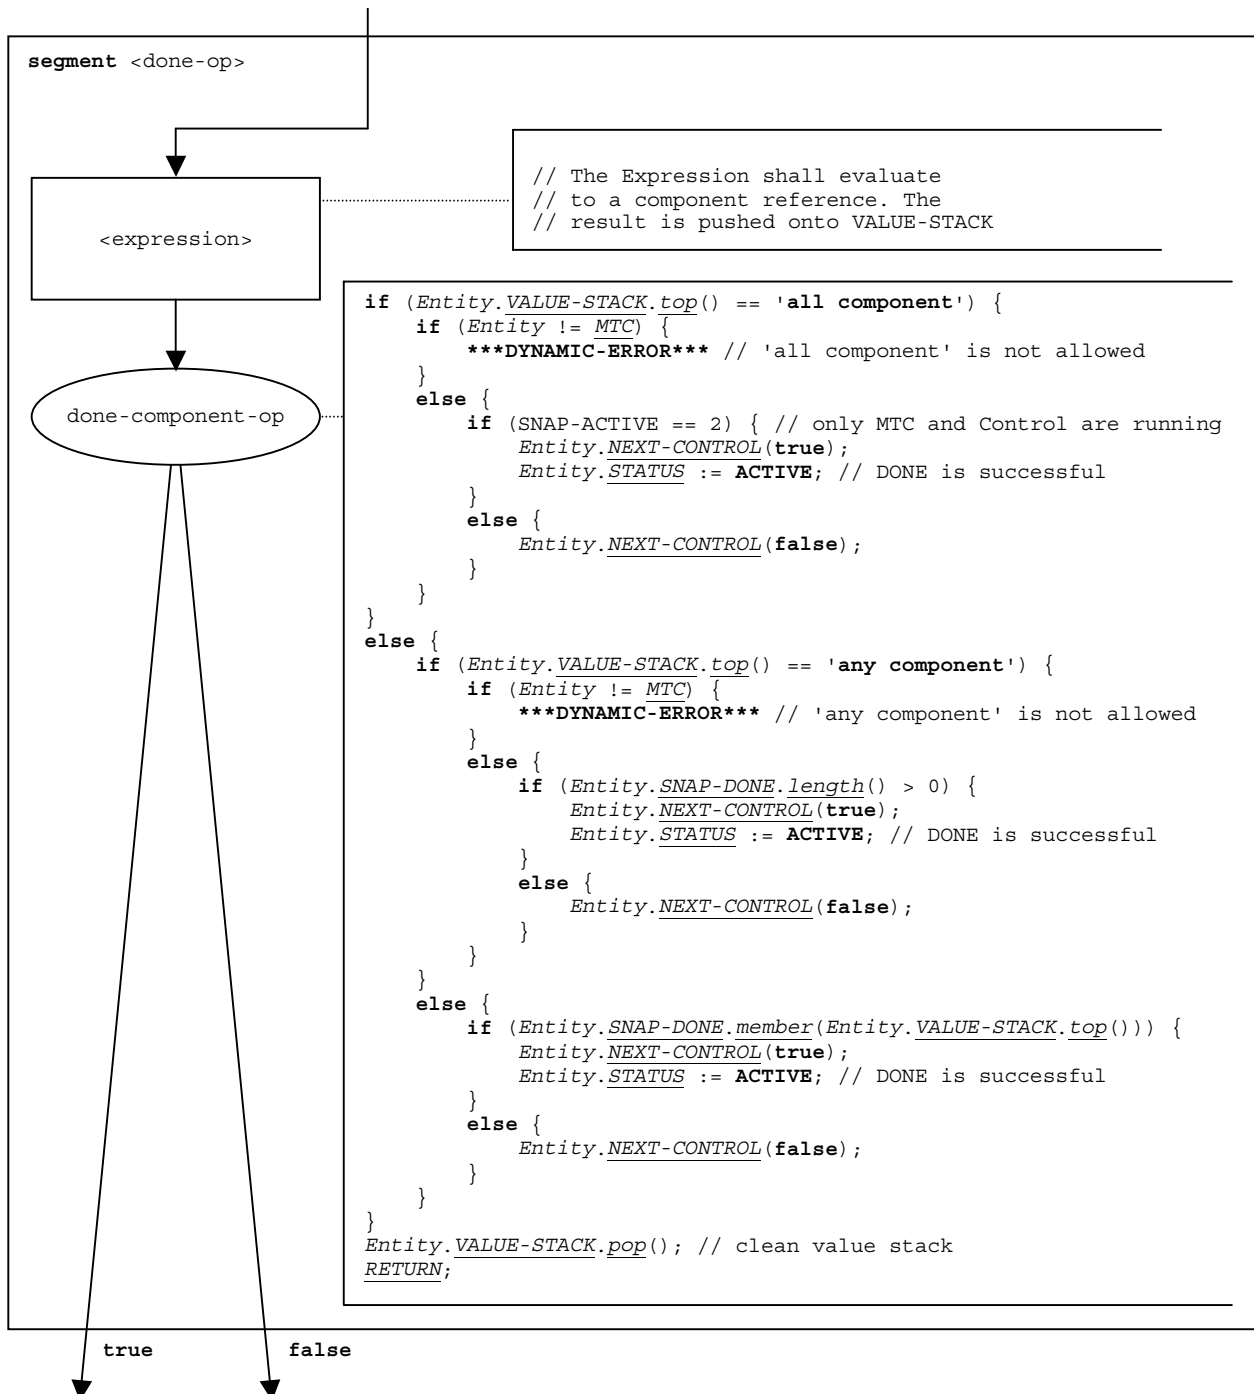 segment <done-op>
// The Expression shall evaluate
// to a component reference. The
// result is pushed onto VALUE-STACK
<expression>
done-component-op
if (Entity.VALUE-STACK.top() == 'all component') {
if (Entity != MTC) {
***DYNAMIC-ERROR*** // 'all component' is not allowed
}
else {
if (SNAP-ACTIVE == 2) { // only MTC and Control are running
Entity.NEXT-CONTROL(true);
Entity.STATUS := ACTIVE; // DONE is successful
}
else {
Entity.NEXT-CONTROL(false);
}
}
}
else {
if (Entity.VALUE-STACK.top() == 'any component') {
if (Entity != MTC) {
***DYNAMIC-ERROR*** // 'any component' is not allowed
}
else {
if (Entity.SNAP-DONE.length() > 0) {
Entity.NEXT-CONTROL(true);
Entity.STATUS := ACTIVE; // DONE is successful
}
else {
Entity.NEXT-CONTROL(false);
}
}
}
else {
if (Entity.SNAP-DONE.member(Entity.VALUE-STACK.top())) {
Entity.NEXT-CONTROL(true);
Entity.STATUS := ACTIVE; // DONE is successful
}
else {
Entity.NEXT-CONTROL(false);
}
}
}
Entity.VALUE-STACK.pop(); // clean value stack
RETURN;
true false